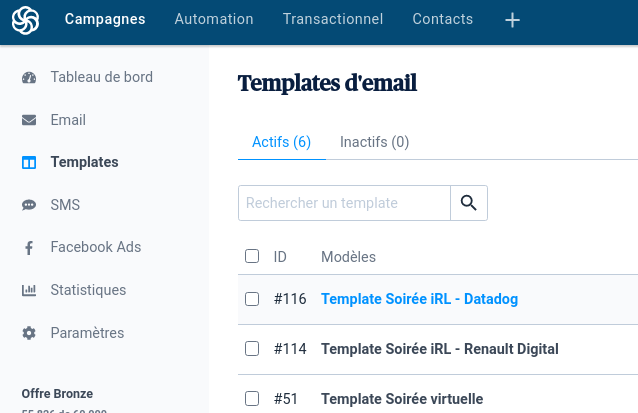 Campagnes Automation Transactionnel Contacts
Tableau de bord
Email
Templates
SMS
Facebook Ads
Statistiques
Paramètres
Offre Bronze
Templates d'email
Actifs (6) Inactifs (0)
Rechercher un template
ID Modèles
#116 Template Soirée iRL - Datadog
#114 Template Soirée iRL - Renault Digital
#51 Template Soirée virtuelle